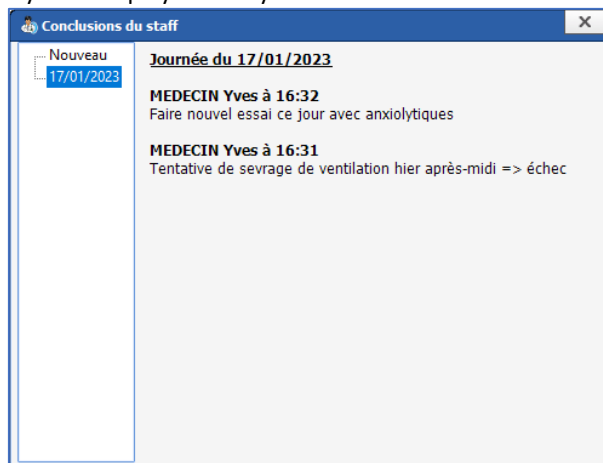 Conclusions du staff
Nouveau
17/01/2023
Journée du 17/01/2023
MEDECIN Yves à 16:32
Faire nouvel essai ce jour avec anxiolytiques
MEDECIN Yves à 16:31
Tentative de sevrage de ventilation hier après-midi => échec